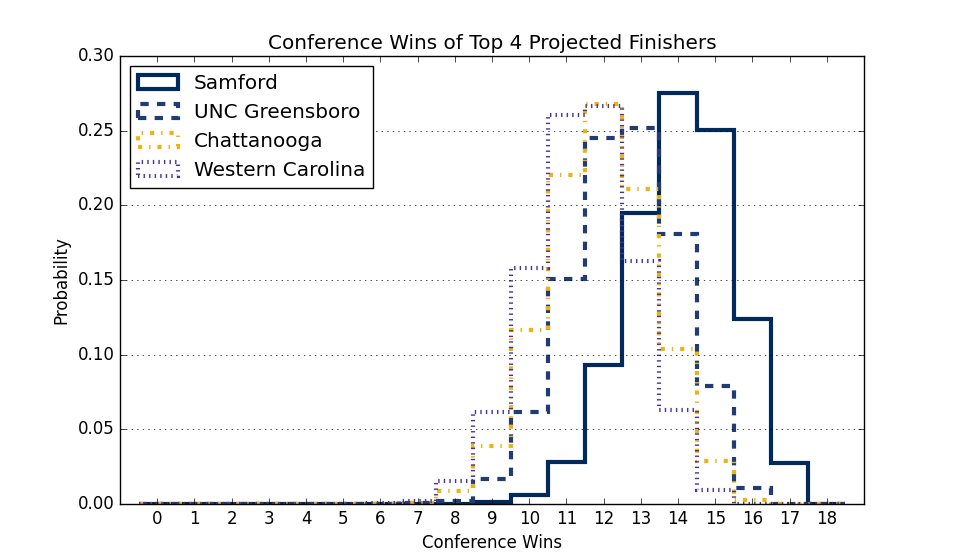 Conference Wins of Top 4 Projected Finishers
0.30
0.25
0.20
0.15
0.10
0.05
0.00
Probability
Samford
UNC Greensboro
Chattanooga
Western Carolina
0 1 2 3 4 5 6 7 8 9 10 11 12 13 14 15 16 17 18
Conference Wins